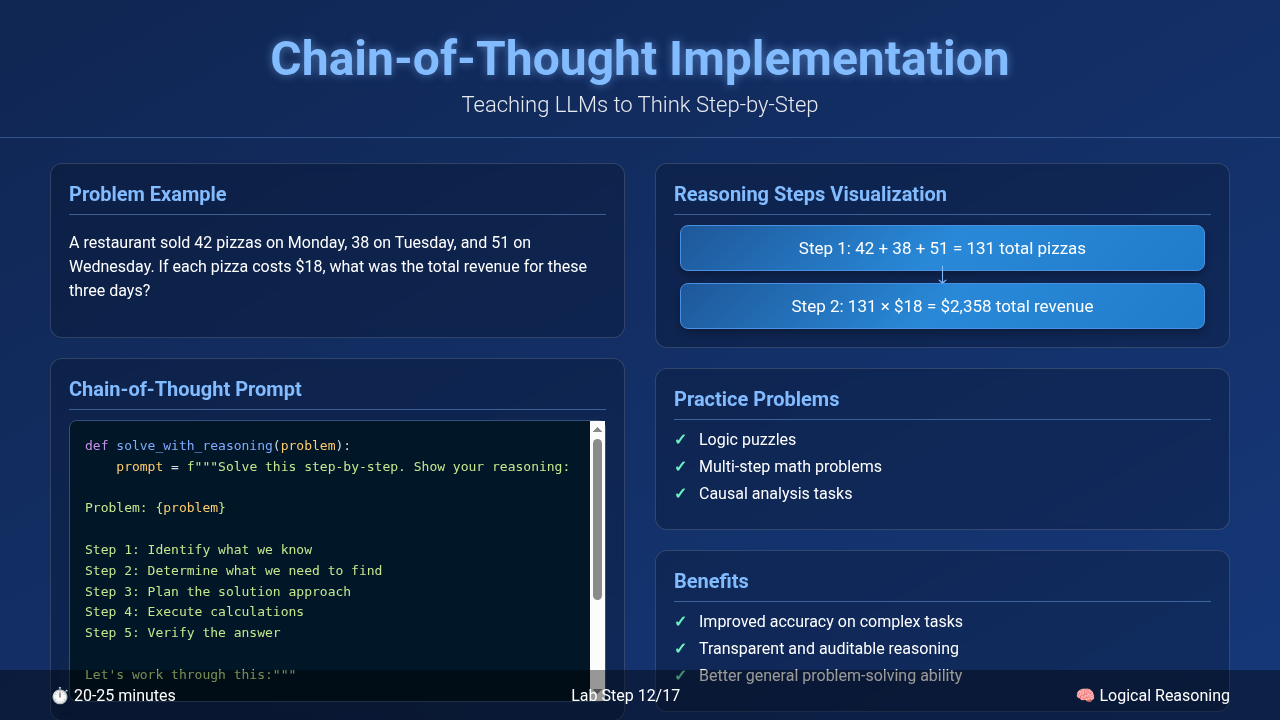 Chain-of-Thought Implementation
Teaching LLMs to Think Step-by-Step
Problem Example
A restaurant sold 42 pizzas on Monday, 38 on Tuesday, and 51 on
Wednesday. If each pizza costs $18, what was the total revenue for these
three days?
Chain-of-Thought Prompt
def solve_with_reasoning(problem):
    prompt = f"""Solve this step-by-step. Show your reasoning:
Problem: {problem}
Step 1: Identify what we know
Step 2: Determine what we need to find
Step 3: Plan the solution approach
Step 4: Execute calculations
Step 5: Verify the answer
Let's work through this:"""
Reasoning Steps Visualization
Step 1: 42 + 38 + 51 = 131 total pizzas
↓
Step 2: 131 × $18 = $2,358 total revenue
Practice Problems
✓ Logic puzzles
✓ Multi-step math problems
✓ Causal analysis tasks
Benefits
✓ Improved accuracy on complex tasks
✓ Transparent and auditable reasoning
✓ Better general problem-solving ability
⏱️ 20-25 minutes
Lab Step 12/17
🧠 Logical Reasoning